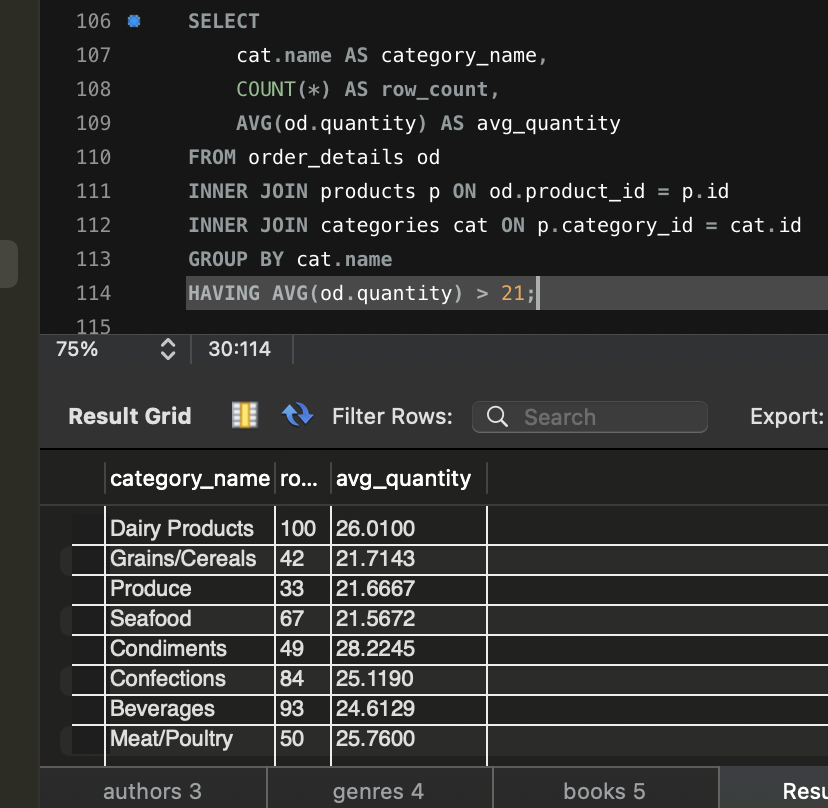 106 SELECT
107 cat.name AS category_name,
108 COUNT(*) AS row_count,
109 AVG(od.quantity) AS avg_quantity
110 FROM order_details od
111 INNER JOIN products p ON od.product_id = p.id
112 INNER JOIN categories cat ON p.category_id = cat.id
113 GROUP BY cat.name
114 HAVING AVG(od.quantity) > 21;
115
75% 30:114
Result Grid Filter Rows: Search Export:
category_name ro... avg_quantity
Dairy Products 100 26.0100
Grains/Cereals 42 21.7143
Produce 33 21.6667
Seafood 67 21.5672
Condiments 49 28.2245
Confections 84 25.1190
Beverages 93 24.6129
Meat/Poultry 50 25.7600
authors 3 genres 4 books 5 Resu